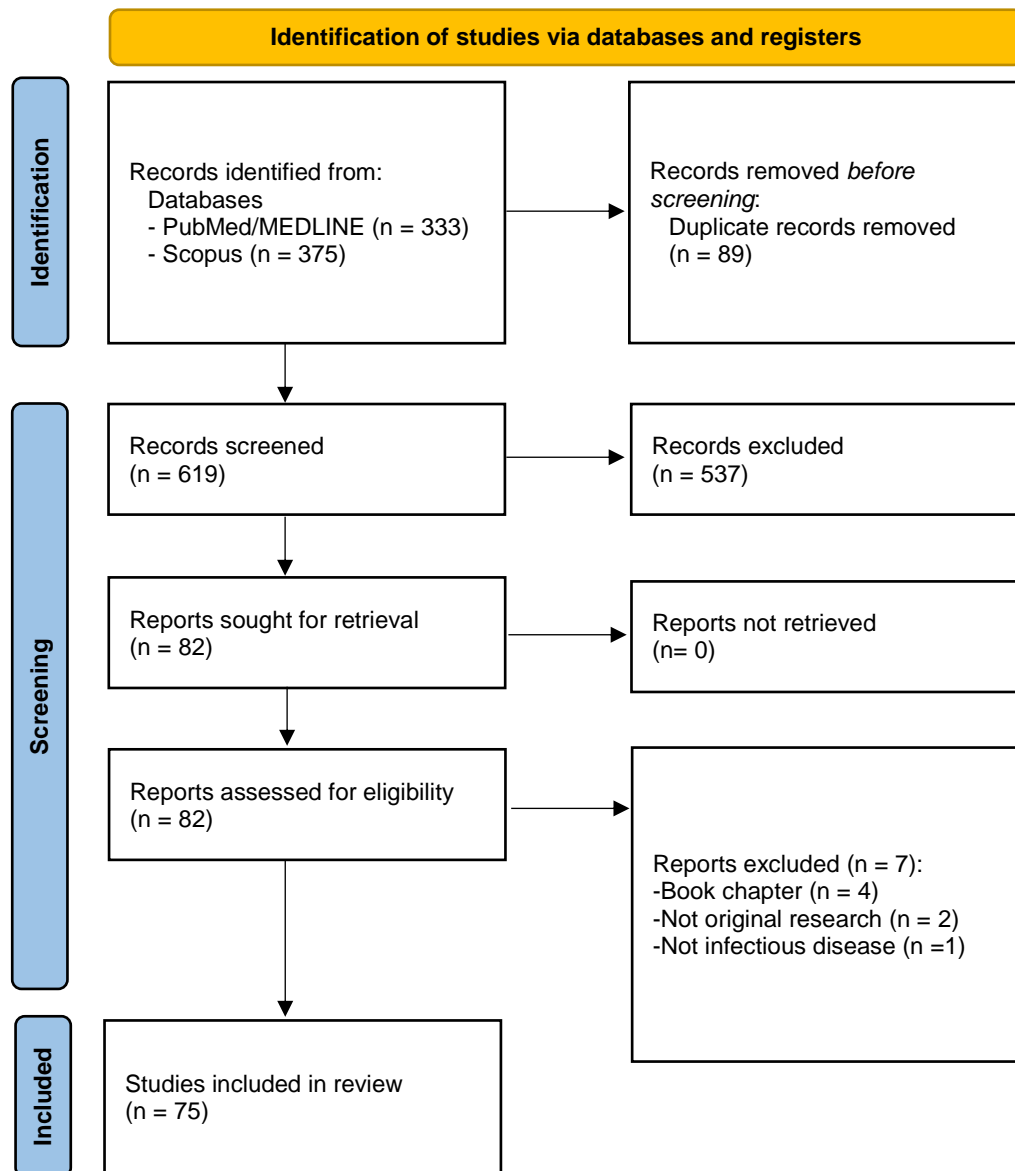 Identification of studies via databases and registers
Identification
Records identified from:
Databases
- PubMed/MEDLINE (n = 333)
- Scopus (n = 375)
Records removed before
screening:
Duplicate records removed
(n = 89)
Screening
Records screened
(n = 619)
Records excluded
(n = 537)
Reports sought for retrieval
(n = 82)
Reports not retrieved
(n= 0)
Reports assessed for eligibility
(n = 82)
Reports excluded (n = 7):
-Book chapter (n = 4)
-Not original research (n = 2)
-Not infectious disease (n =1)
Included
Studies included in review
(n = 75)